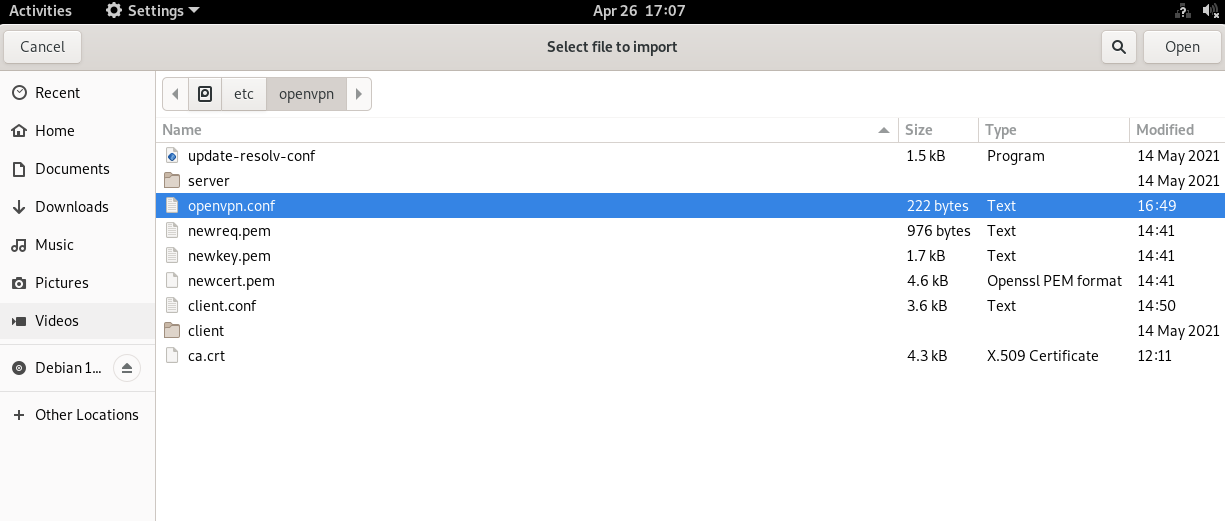 Activities Settings Apr 26 17:07
Cancel Select file to import Open
Recent
Home
Documents
Downloads
Music
Pictures
Videos
Debian 1...
Other Locations
etc openvpn
Name Size Type Modified
update-resolv-conf 1.5 kB Program 14 May 2021
server 14 May 2021
openvpn.conf 222 bytes Text 16:49
newreq.pem 976 bytes Text 14:41
newkey.pem 1.7 kB Text 14:41
newcert.pem 4.6 kB Openssl PEM format 14:41
client.conf 3.6 kB Text 14:50
client 14 May 2021
ca.crt 4.3 kB X.509 Certificate 12:11